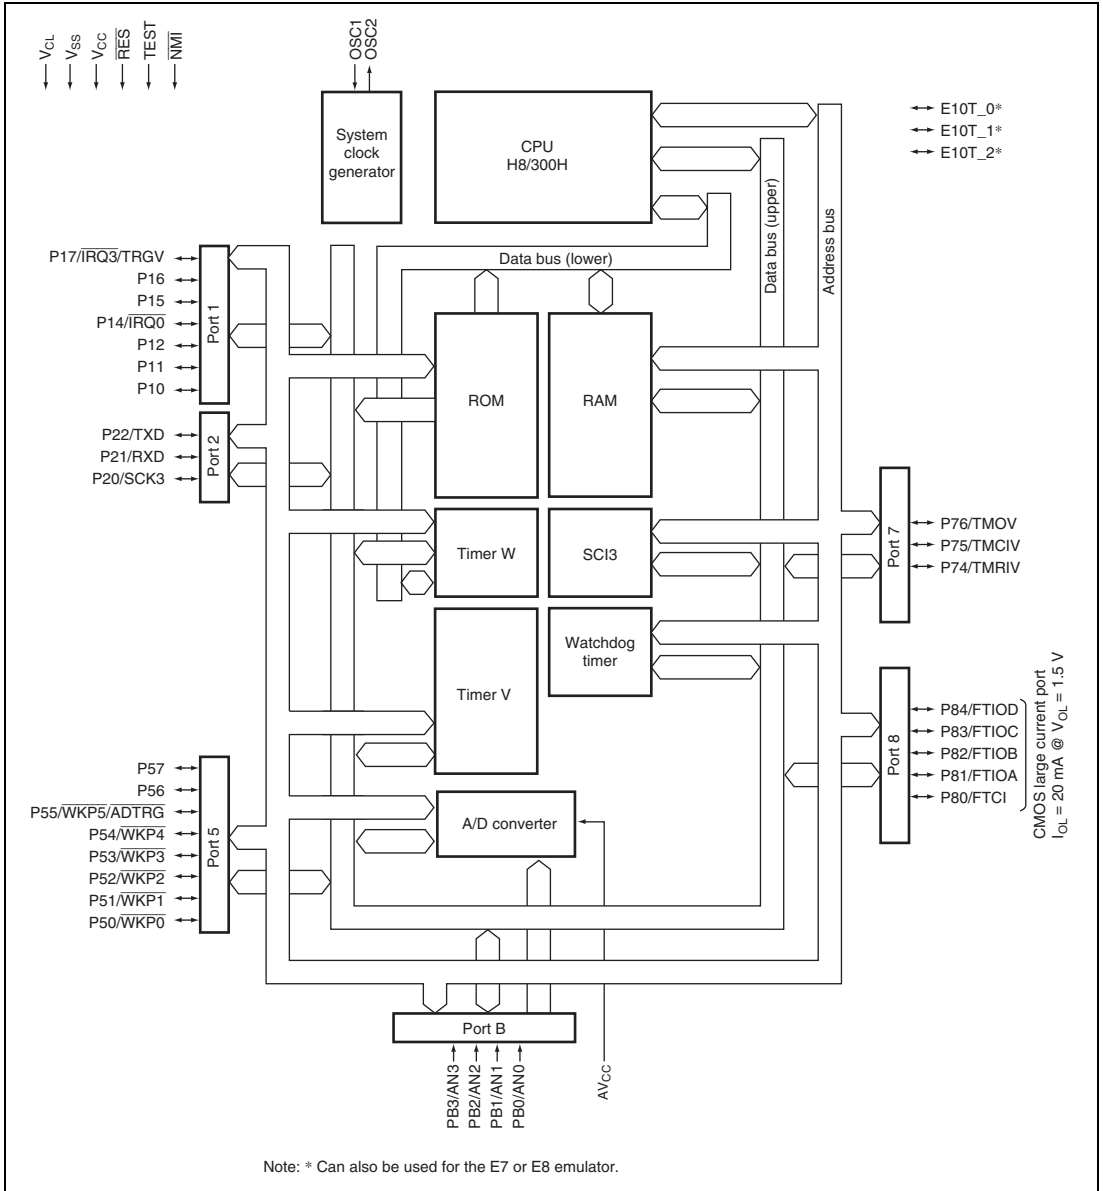 VCL
VSS
VCC
RES
TEST
NMI
OSC1
OSC2
System
clock
generator
CPU
H8/300H
E10T_0*
E10T_1*
E10T_2*
Data bus (lower)
Data bus (upper)
Address bus
P17/IRQ3/TRGV
P16
P15
P14/IRQ0
P12
P11
P10
Port 1
P22/TXD
P21/RXD
P20/SCK3
Port 2
ROM
RAM
Timer W
SCI3
Timer V
Watchdog
timer
A/D converter
P57
P56
P55/WKP5/ADTRG
P54/WKP4
P53/WKP3
P52/WKP2
P51/WKP1
P50/WKP0
Port 5
Port 7
P76/TMOV
P75/TMCIV
P74/TMRIV
Port 8
P84/FTIOD
P83/FTIOC
P82/FTIOB
P81/FTIOA
P80/FTCI
CMOS large current port
IOL = 20 mA @ VOL = 1.5 V
Port B
PB3/AN3
PB2/AN2
PB1/AN1
PB0/AN0
AVCC
Note: * Can also be used for the E7 or E8 emulator.